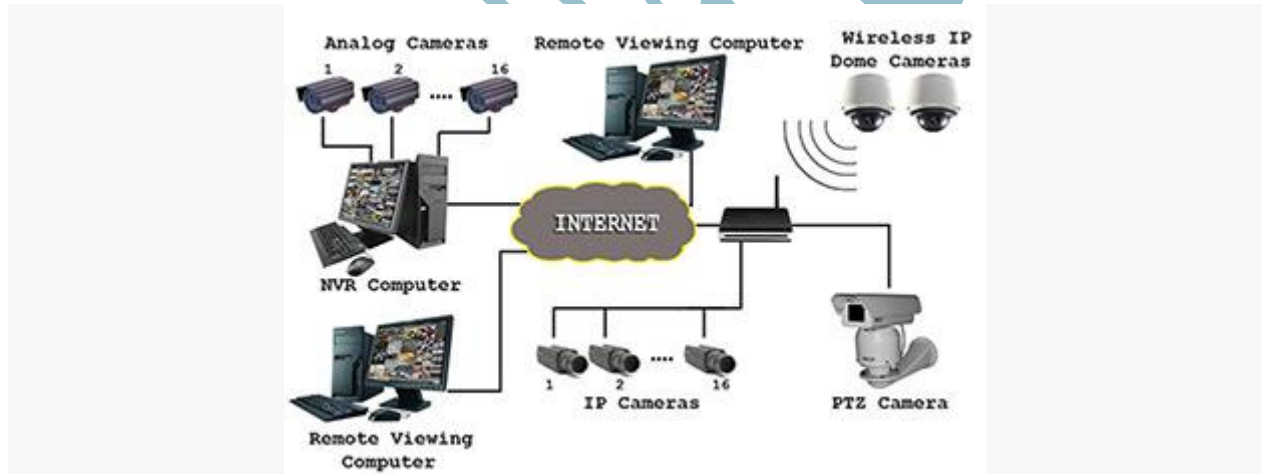 Analog Cameras
1 2 .... 16
Remote Viewing Computer
Wireless IP
Dome Cameras
INTERNET
NVR Computer
1 2 .... 16
IP Cameras
PTZ Camera
Remote Viewing
Computer